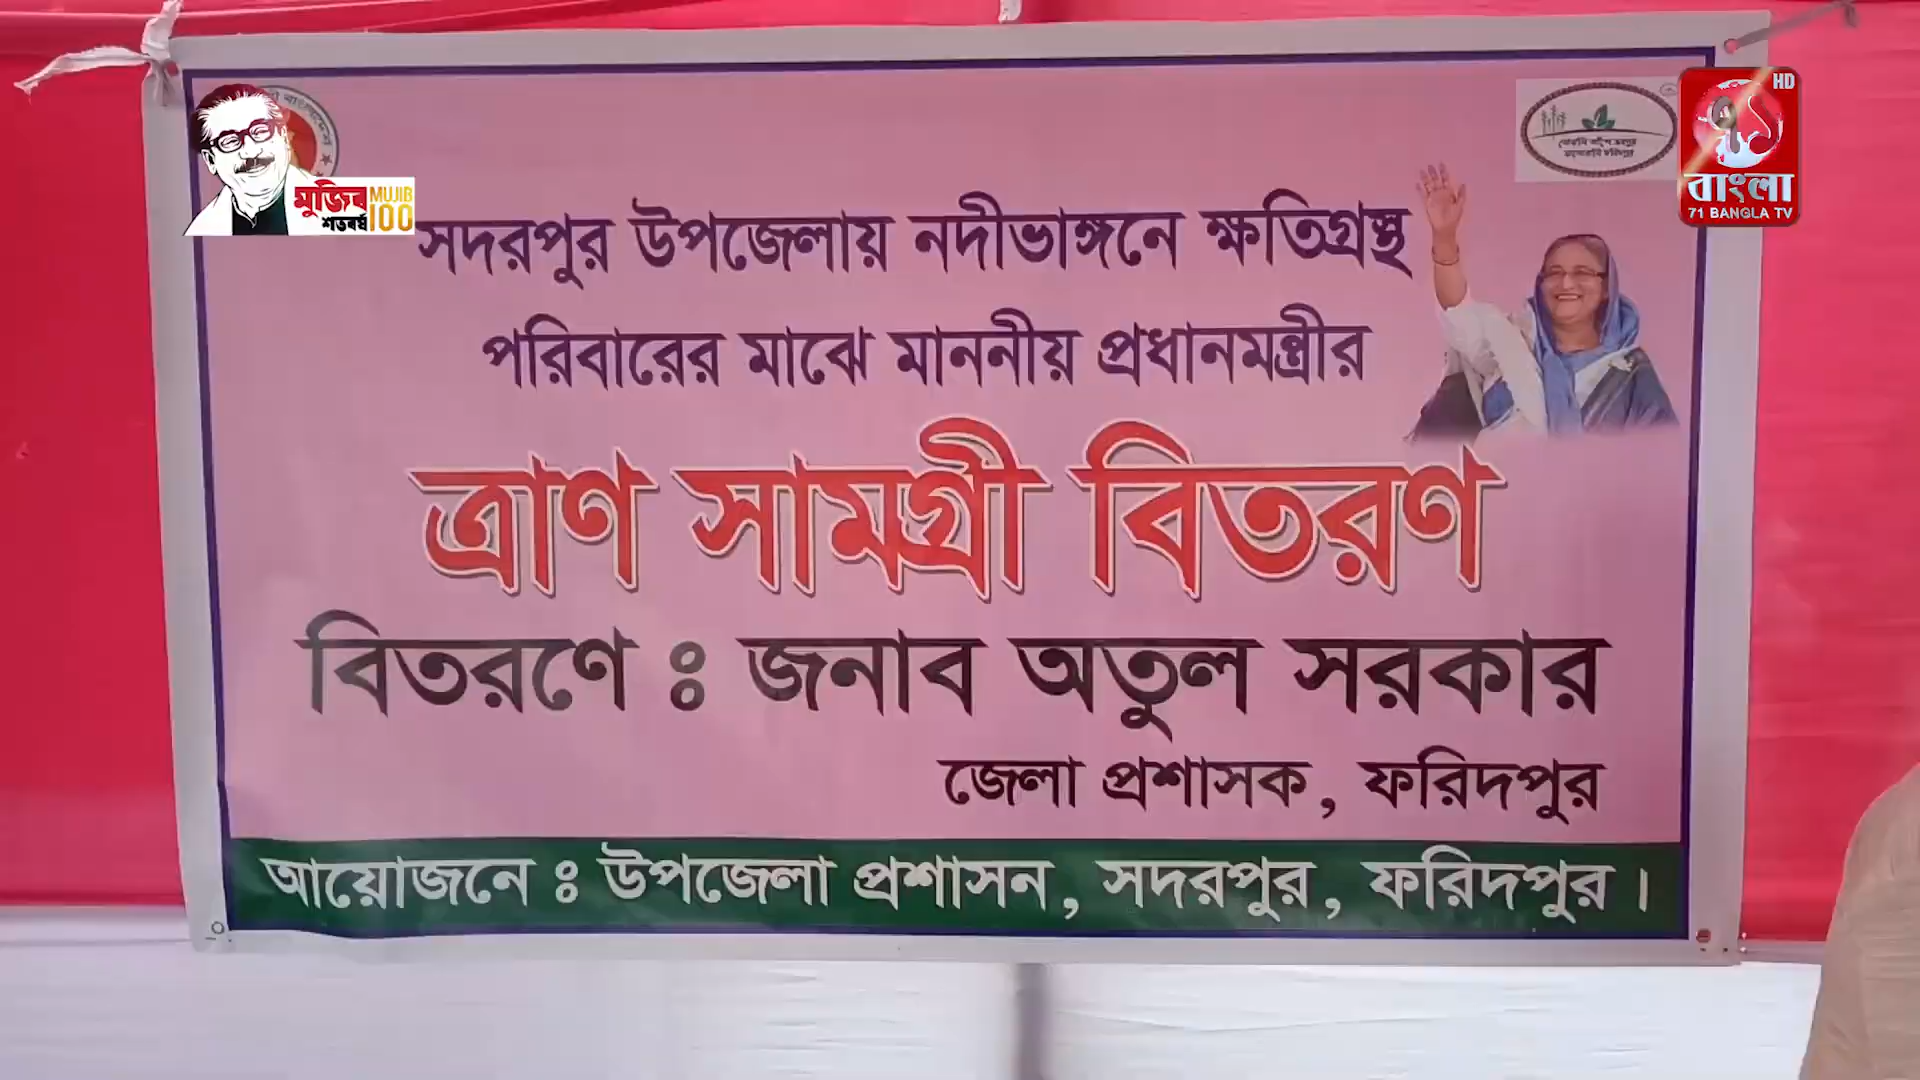 মুজিব
শতবর্ষ
MUJIB
100
HD
৭১
বাংলা
71 BANGLA TV
সদরপুর উপজেলায় নদীভাঙ্গনে ক্ষতিগ্রস্থ
পরিবারের মাঝে মাননীয় প্রধানমন্ত্রীর
ত্রাণ সামগ্রী বিতরণ
বিতরণে ঃ জনাব অতুল সরকার
জেলা প্রশাসক, ফরিদপুর
আয়োজনে ঃ উপজেলা প্রশাসন, সদরপুর, ফরিদপুর।